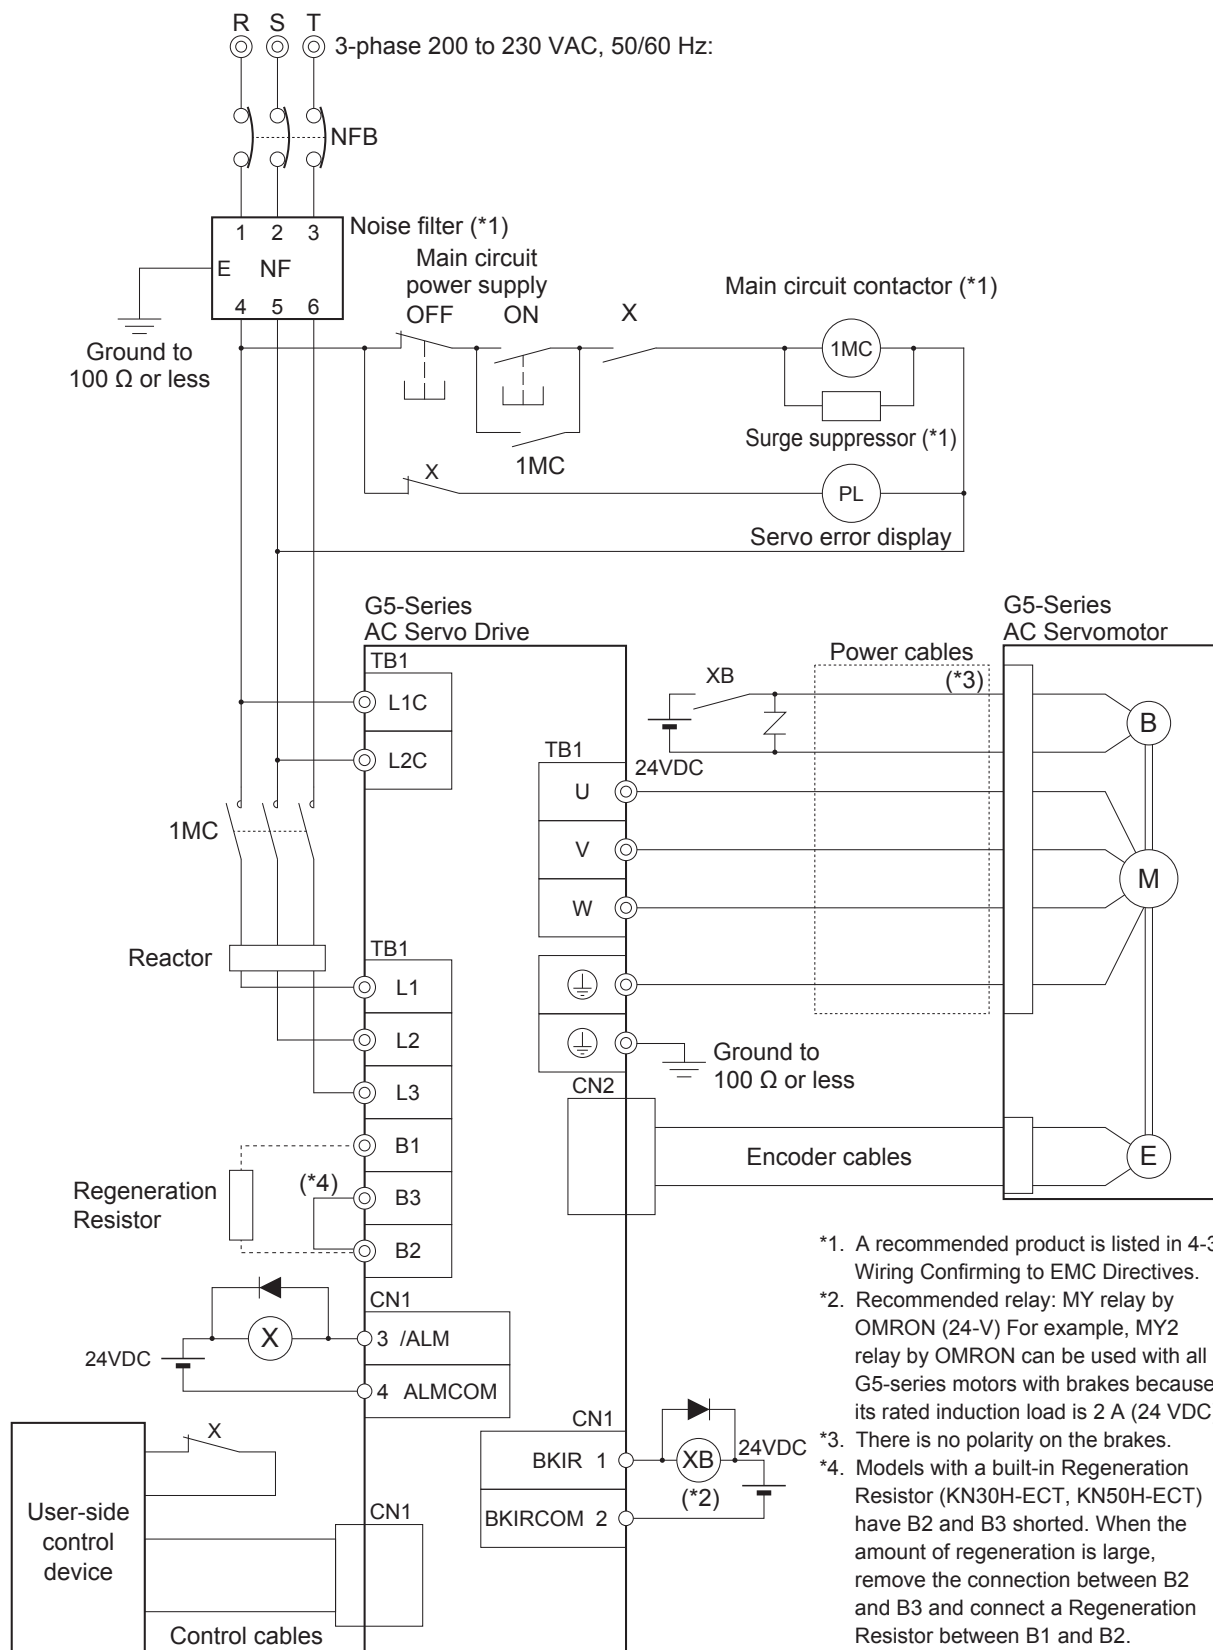 R S T
3-phase 200 to 230 VAC, 50/60 Hz:
NFB
Noise filter (*1)
1 2 3
E NF
4 5 6
Ground to
100 Ω or less
Main circuit
power supply
OFF ON X
Main circuit contactor (*1)
1MC
Surge suppressor (*1)
1MC
X
PL
Servo error display
G5-Series
AC Servo Drive
G5-Series
AC Servomotor
TB1
L1C
L2C
1MC
Reactor
TB1
L1
L2
L3
B1
B3
B2
(*4)
Regeneration
Resistor
XB
24VDC
Power cables
(*3)
B
TB1
U
V
W
M
Ground to
100 Ω or less
CN2
Encoder cables
E
CN1
3 /ALM
4 ALMCOM
X
24VDC
X
User-side
control
device
CN1
Control cables
CN1
BKIR 1
BKIRCOM 2
XB
(*2)
24VDC
*1. A recommended product is listed in 4-3
Wiring Confirming to EMC Directives.
*2. Recommended relay: MY relay by
OMRON (24-V) For example, MY2
relay by OMRON can be used with all
G5-series motors with brakes because
its rated induction load is 2 A (24 VDC
*3. There is no polarity on the brakes.
*4. Models with a built-in Regeneration
Resistor (KN30H-ECT, KN50H-ECT)
have B2 and B3 shorted. When the
amount of regeneration is large,
remove the connection between B2
and B3 and connect a Regeneration
Resistor between B1 and B2.